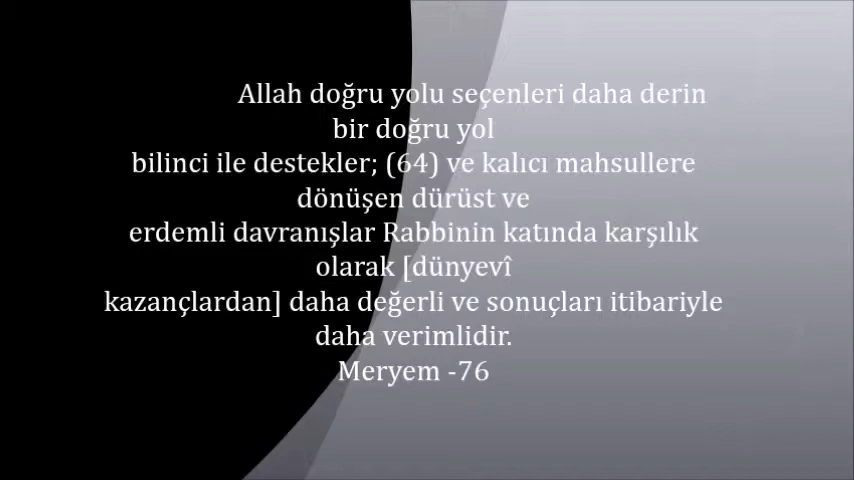 Allah doğru yolu seçenleri daha derin
bir doğru yol
bilinci ile destekler; (64) ve kalıcı mahsullere
dönüşen dürüst ve
erdemli davranışlar Rabbinin katında karşılık
olarak [dünyevî
kazançlardan] daha değerli ve sonuçları itibariyle
daha verimlidir.
Meryem -76